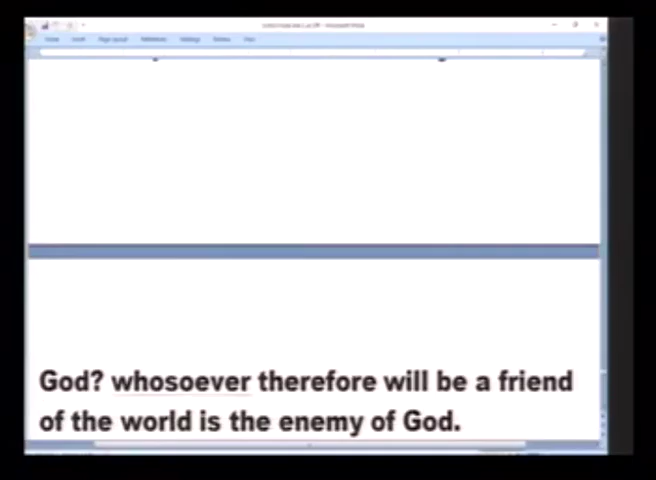 God? whosoever therefore will be a friend
of the world is the enemy of God.